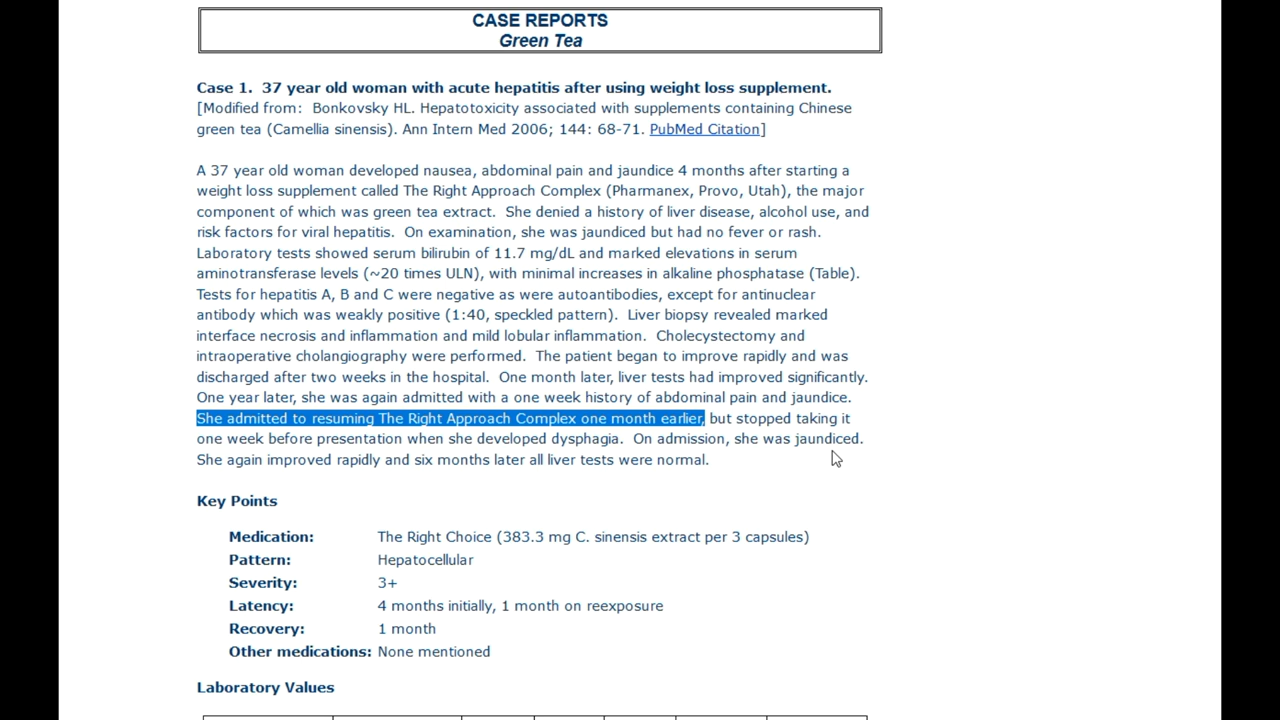 CASE REPORTS
Green Tea
Case 1.  37 year old woman with acute hepatitis after using weight loss supplement.
[Modified from:  Bonkovsky HL. Hepatotoxicity associated with supplements containing Chinese
green tea (Camellia sinensis). Ann Intern Med 2006; 144: 68-71. PubMed Citation]
A 37 year old woman developed nausea, abdominal pain and jaundice 4 months after starting a
weight loss supplement called The Right Approach Complex (Pharmanex, Provo, Utah), the major
component of which was green tea extract.  She denied a history of liver disease, alcohol use, and
risk factors for viral hepatitis.  On examination, she was jaundiced but had no fever or rash.
Laboratory tests showed serum bilirubin of 11.7 mg/dL and marked elevations in serum
aminotransferase levels (~20 times ULN), with minimal increases in alkaline phosphatase (Table).
Tests for hepatitis A, B and C were negative as were autoantibodies, except for antinuclear
antibody which was weakly positive (1:40, speckled pattern).  Liver biopsy revealed marked
interface necrosis and inflammation and mild lobular inflammation.  Cholecystectomy and
intraoperative cholangiography were performed.  The patient began to improve rapidly and was
discharged after two weeks in the hospital.  One month later, liver tests had improved significantly.
One year later, she was again admitted with a one week history of abdominal pain and jaundice.
She admitted to resuming The Right Approach Complex one month earlier, but stopped taking it
one week before presentation when she developed dysphagia.  On admission, she was jaundiced.
She again improved rapidly and six months later all liver tests were normal.
Key Points
Medication: The Right Choice (383.3 mg C. sinensis extract per 3 capsules)
Pattern: Hepatocellular
Severity: 3+
Latency: 4 months initially, 1 month on reexposure
Recovery: 1 month
Other medications: None mentioned
Laboratory Values